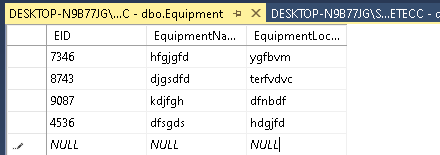 DESKTOP-N9B77JG\...C - dbo.Equipment DESKTOP-N9B77JG\S...ETECC - d
EID EquipmentNa... EquipmentLoc...
7346 hfgjgfd ygfbvm
8743 djgsdfd terfvdvc
9087 kdjfgh dfnbdf
4536 dfsgds hdgjfd
NULL NULL NULL